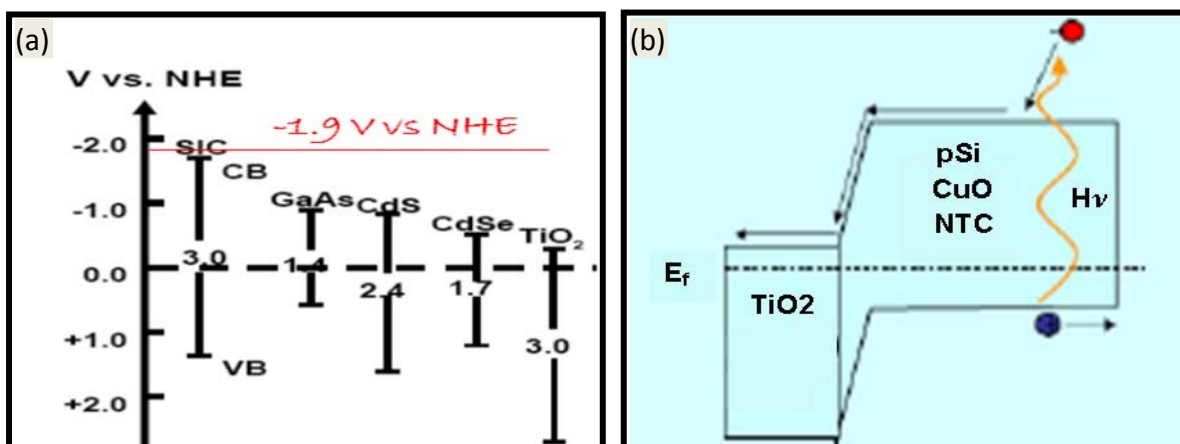 (a)
V vs. NHE
-1.9 V vs NHE
-2.0
SIC
CB
-1.0
GaAs
CdS
CdSe
TiO2
0.0
3.0
1.4
2.4
1.7
+1.0
VB
3.0
+2.0
(b)
pSi
CuO
NTC
Hν
Ef
TiO2